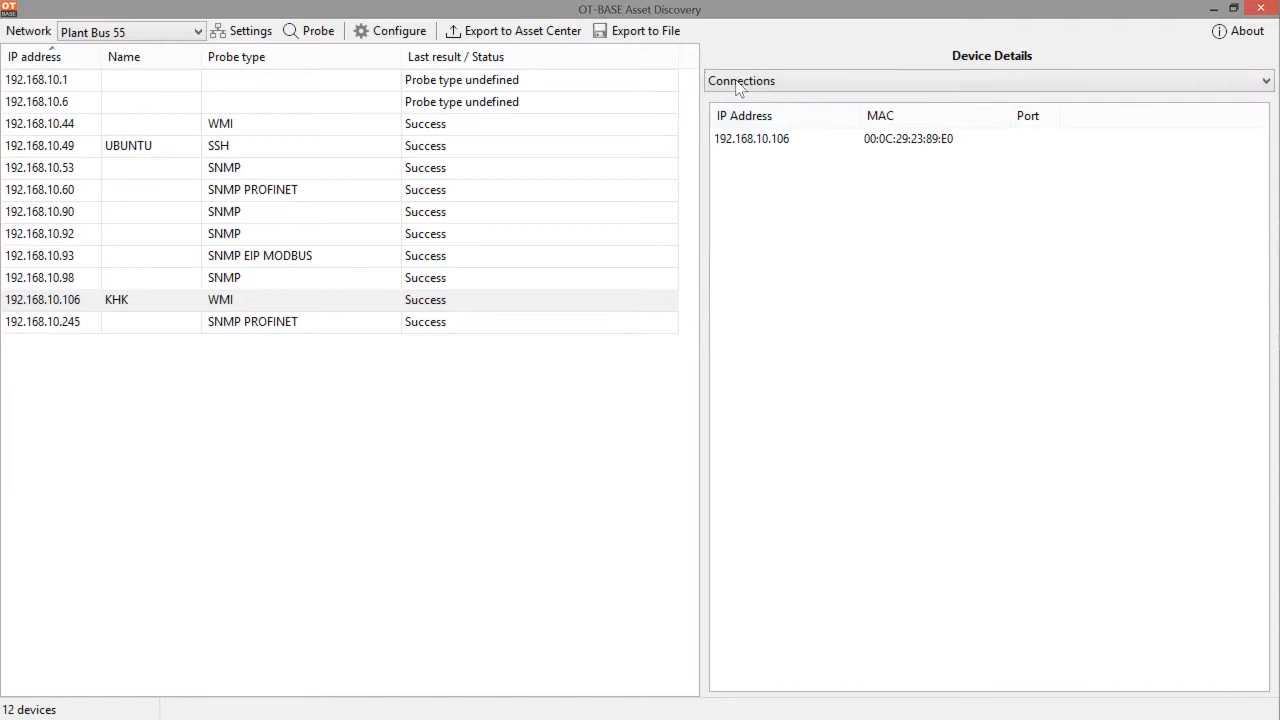 OT
BASE
OT-BASE Asset Discovery
Network Plant Bus 55 Settings Probe Configure Export to Asset Center Export to File About
IP address Name Probe type Last result / Status
192.168.10.1 Probe type undefined
192.168.10.6 Probe type undefined
192.168.10.44 WMI Success
192.168.10.49 UBUNTU SSH Success
192.168.10.53 SNMP Success
192.168.10.60 SNMP PROFINET Success
192.168.10.90 SNMP Success
192.168.10.92 SNMP Success
192.168.10.93 SNMP EIP MODBUS Success
192.168.10.98 SNMP Success
192.168.10.106 KHK WMI Success
192.168.10.245 SNMP PROFINET Success
Device Details
Connections
IP Address MAC Port
192.168.10.106 00:0C:29:23:89:E0
12 devices